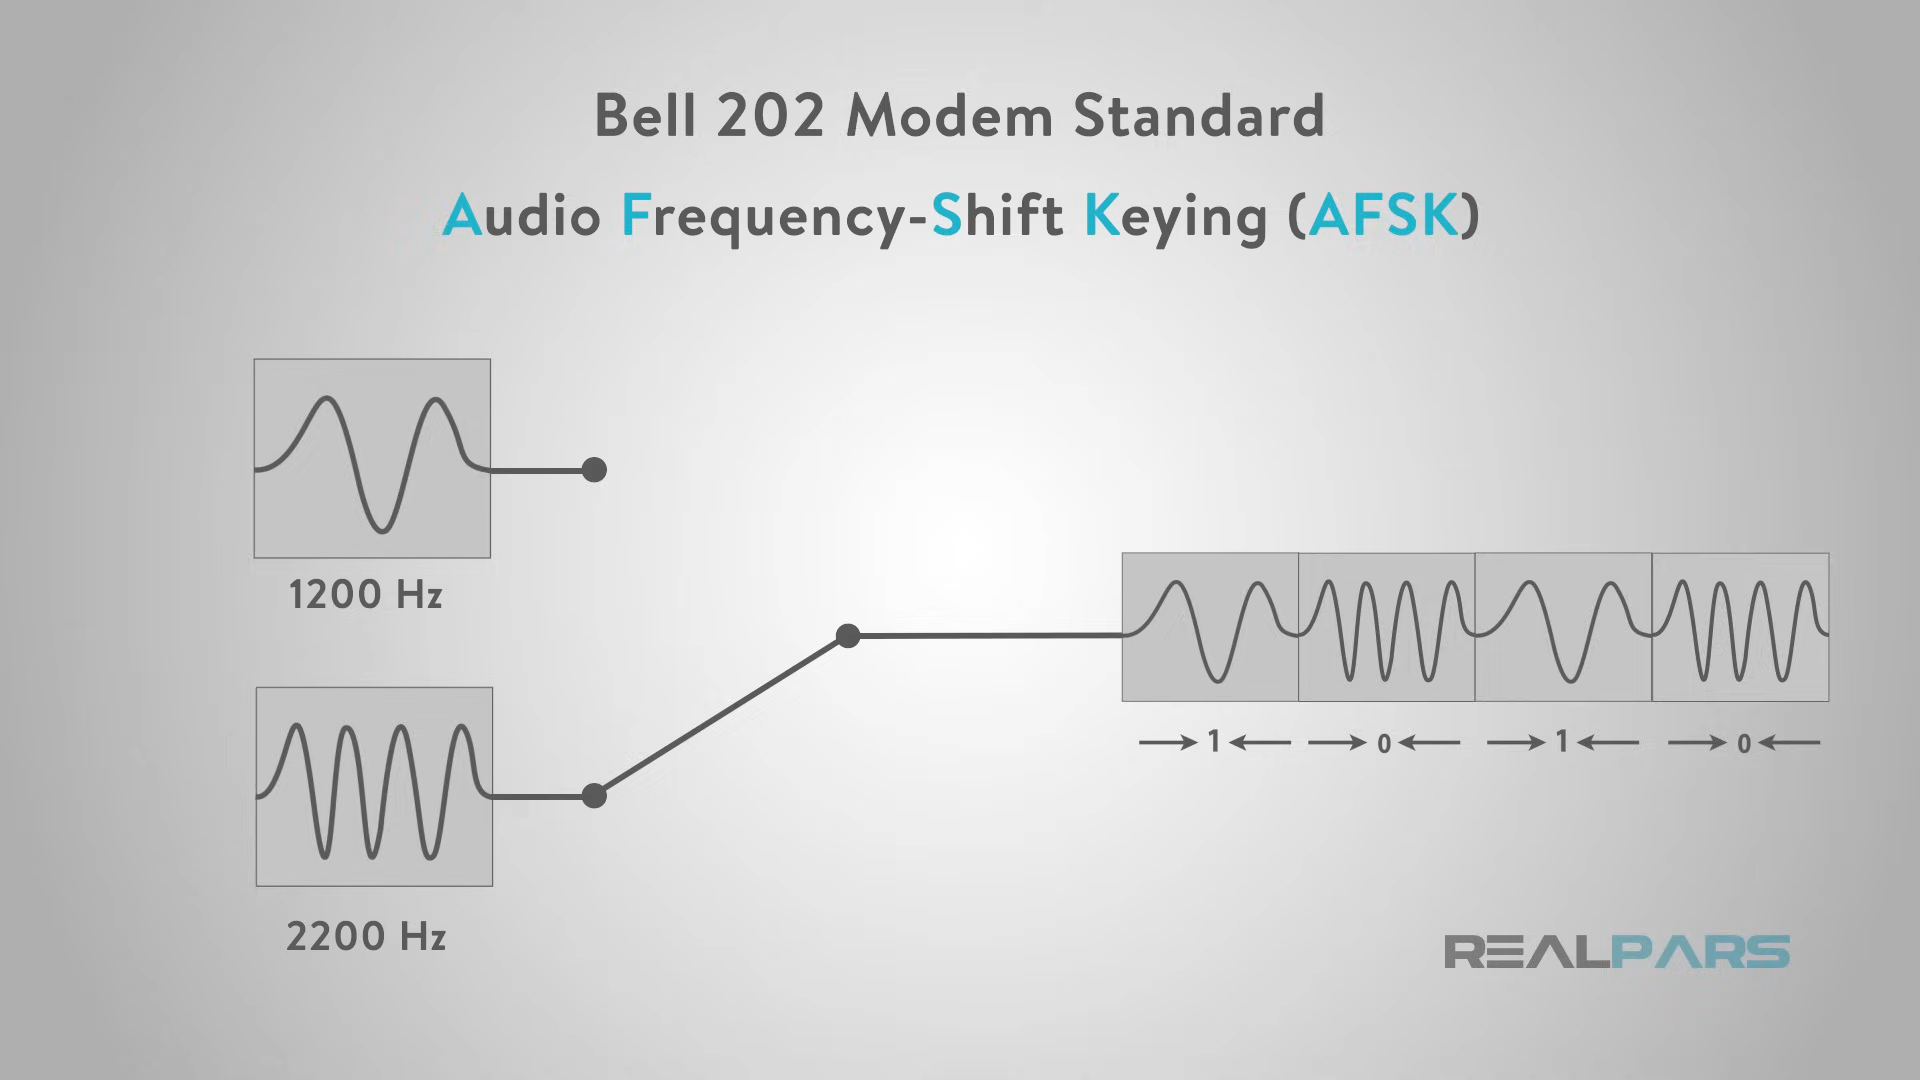 Bell 202 Modem Standard
Audio Frequency-Shift Keying (AFSK)
1200 Hz
1 0 1 0
2200 Hz
REALPARS